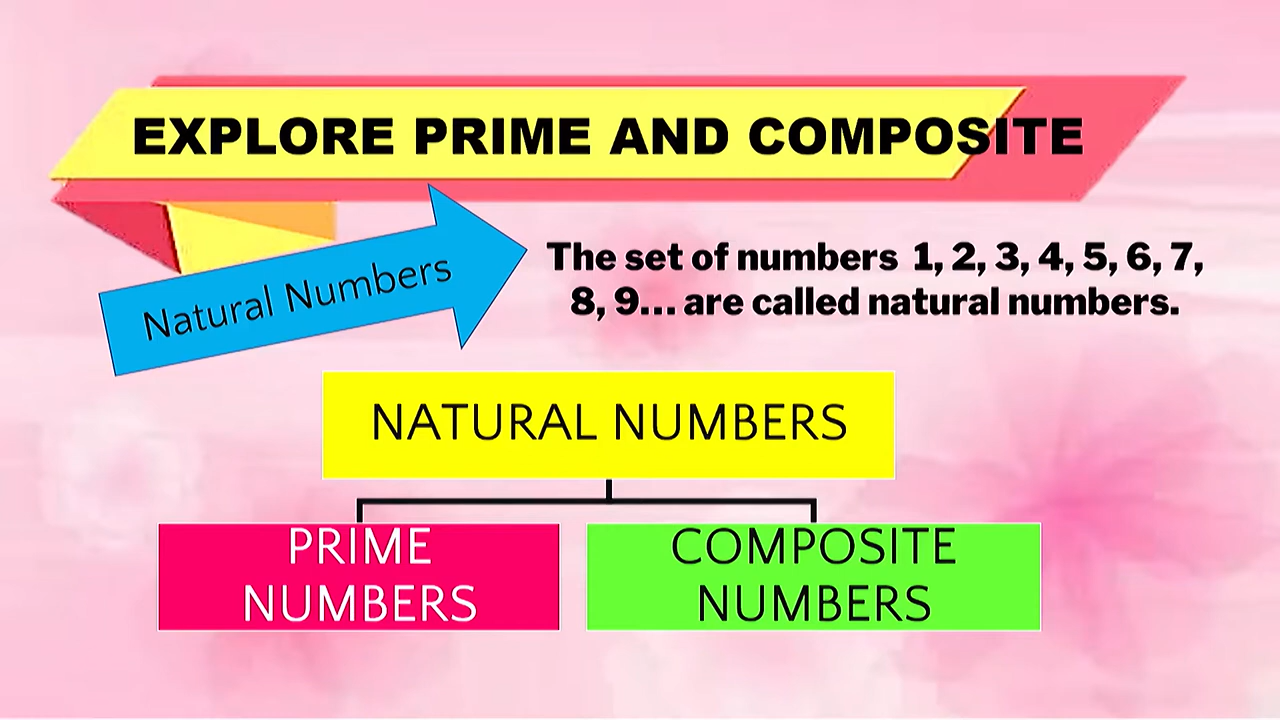 EXPLORE PRIME AND COMPOSITE
Natural Numbers
The set of numbers 1, 2, 3, 4, 5, 6, 7,
8, 9... are called natural numbers.
NATURAL NUMBERS
PRIME
NUMBERS
COMPOSITE
NUMBERS